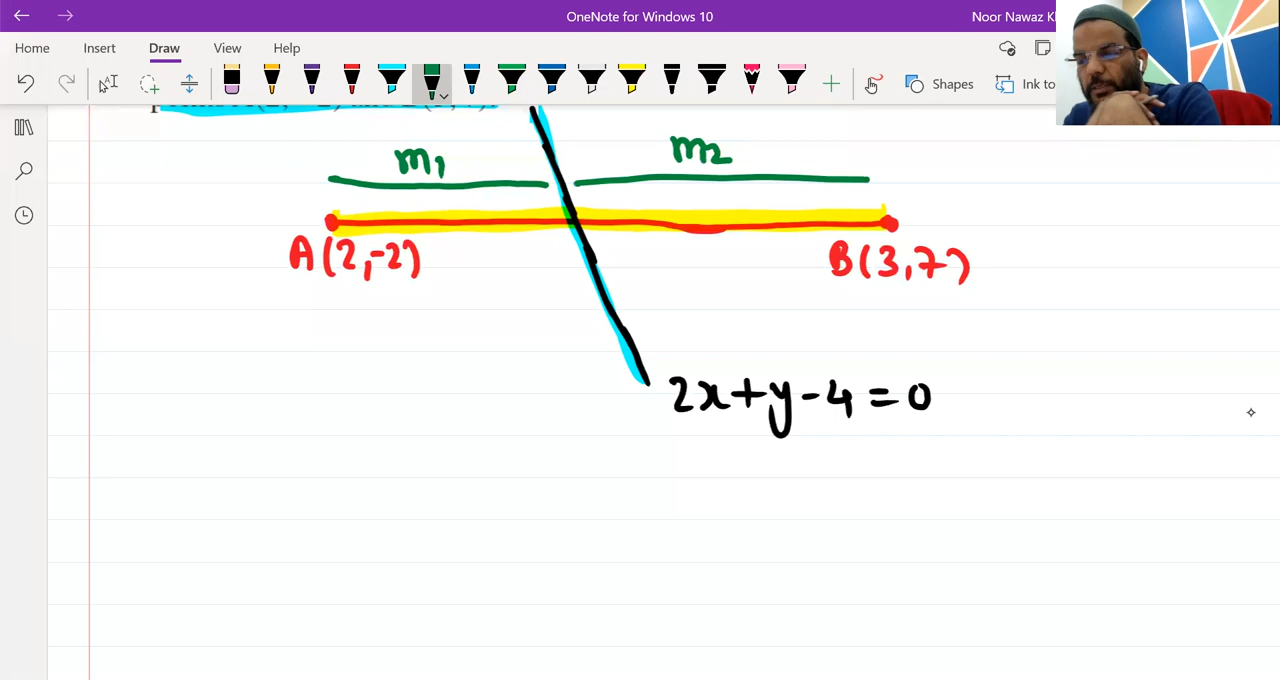 OneNote for Windows 10
Noor Nawaz Kh
Home Insert Draw View Help
Shapes
Ink to
m1 m2
A(2,-2) B(3,7)
2x+y-4=0